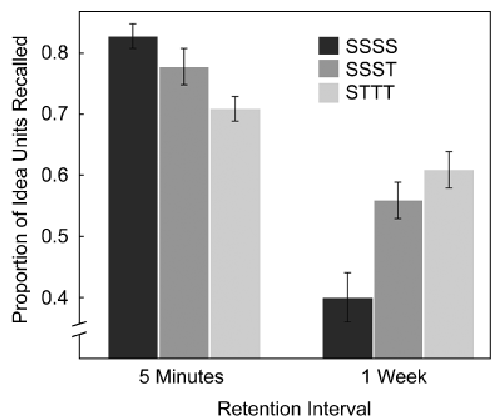 Proportion of Idea Units Recalled
0.8
0.7
0.6
0.5
0.4
SSSS
SSST
STTT
5 Minutes
1 Week
Retention Interval